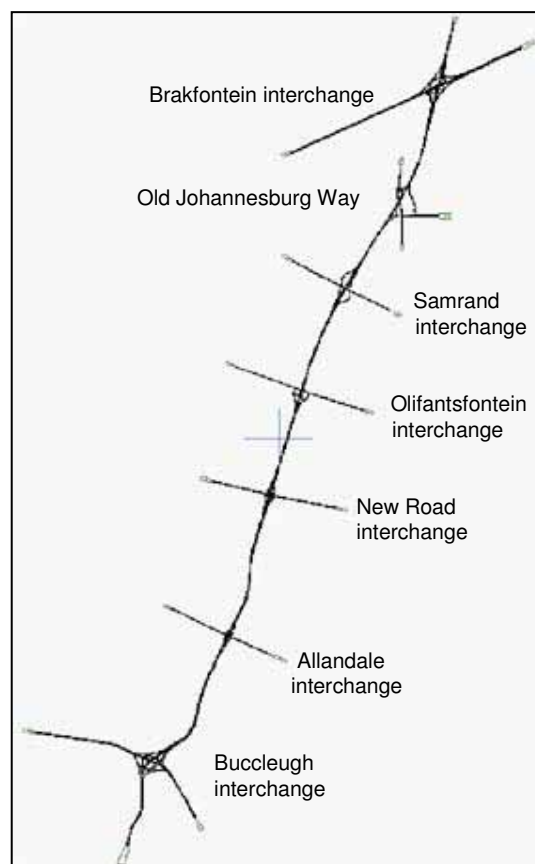 Brakfontein interchange
Old Johannesburg Way
Samrand
interchange
Olifantsfontein
interchange
New Road
interchange
Allandale
interchange
Buccleugh
interchange